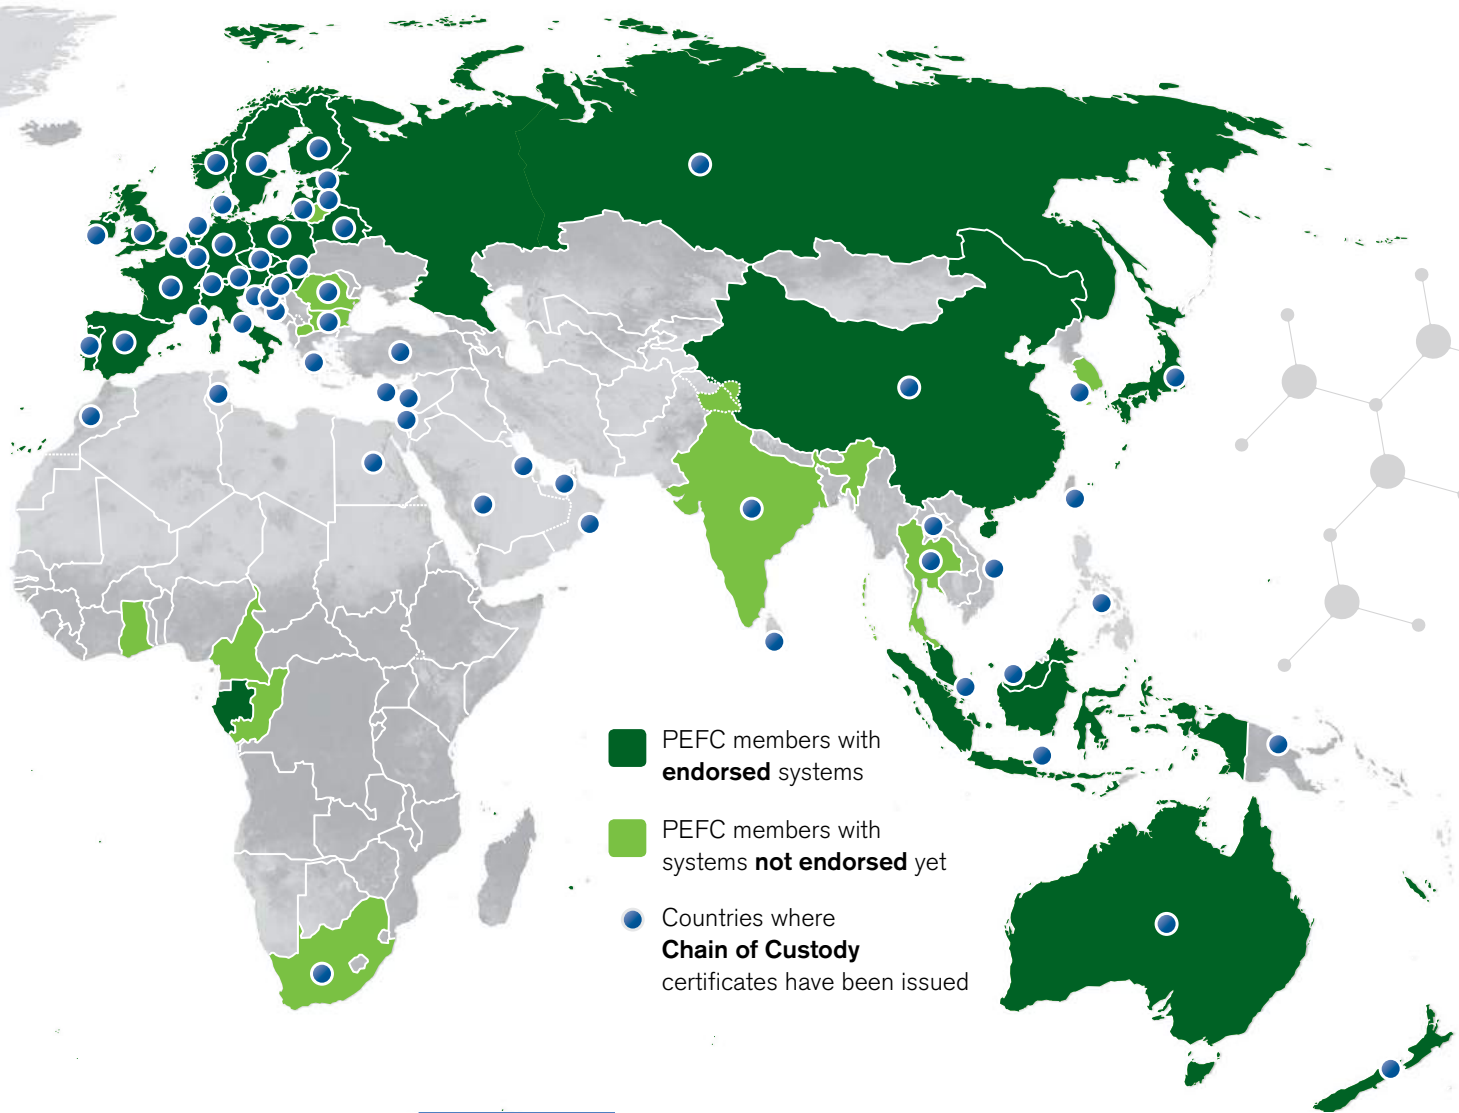 PEFC members with
endorsed systems
PEFC members with
systems not endorsed yet
Countries where
Chain of Custody
certificates have been issued